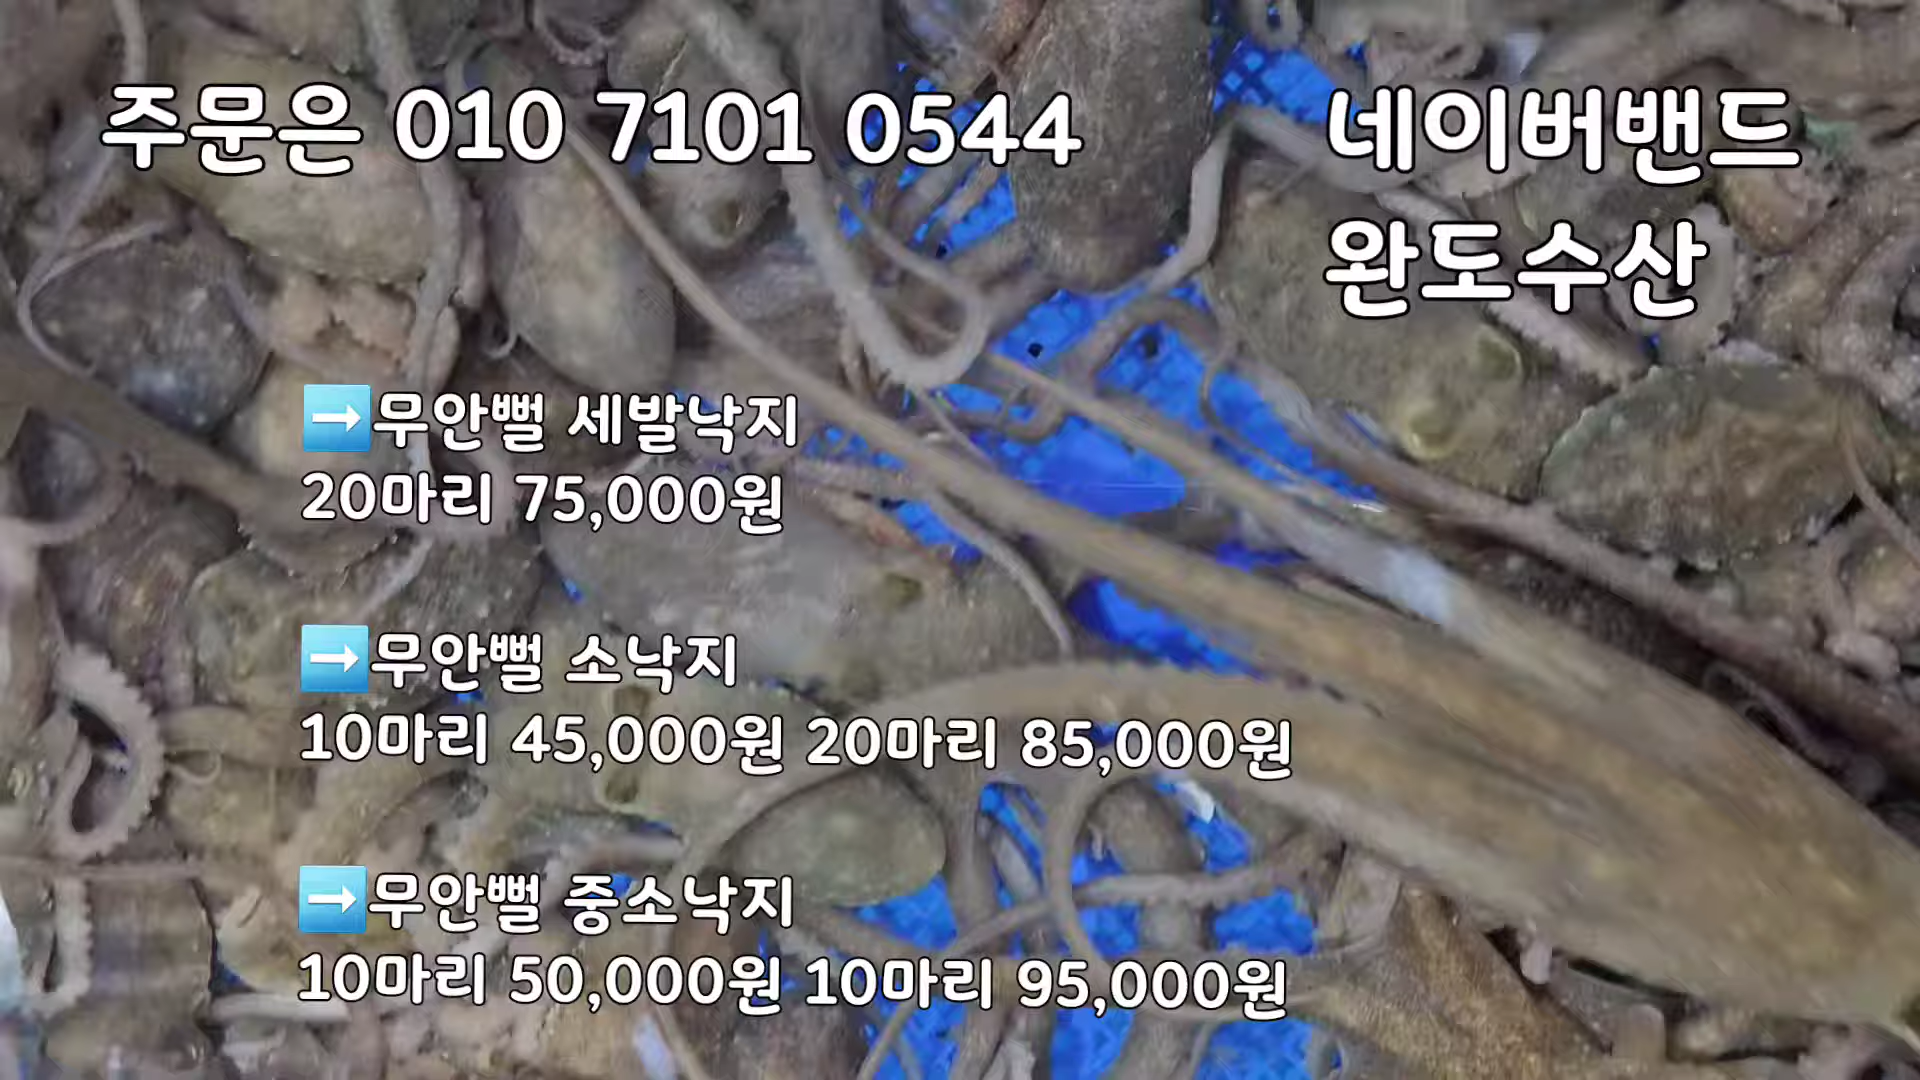 주문은 010 7101 0544
네이버밴드
완도수산
➡️무안뻘 세발낙지
20마리 75,000원
➡️무안뻘 소낙지
10마리 45,000원 20마리 85,000원
➡️무안뻘 중소낙지
10마리 50,000원 10마리 95,000원